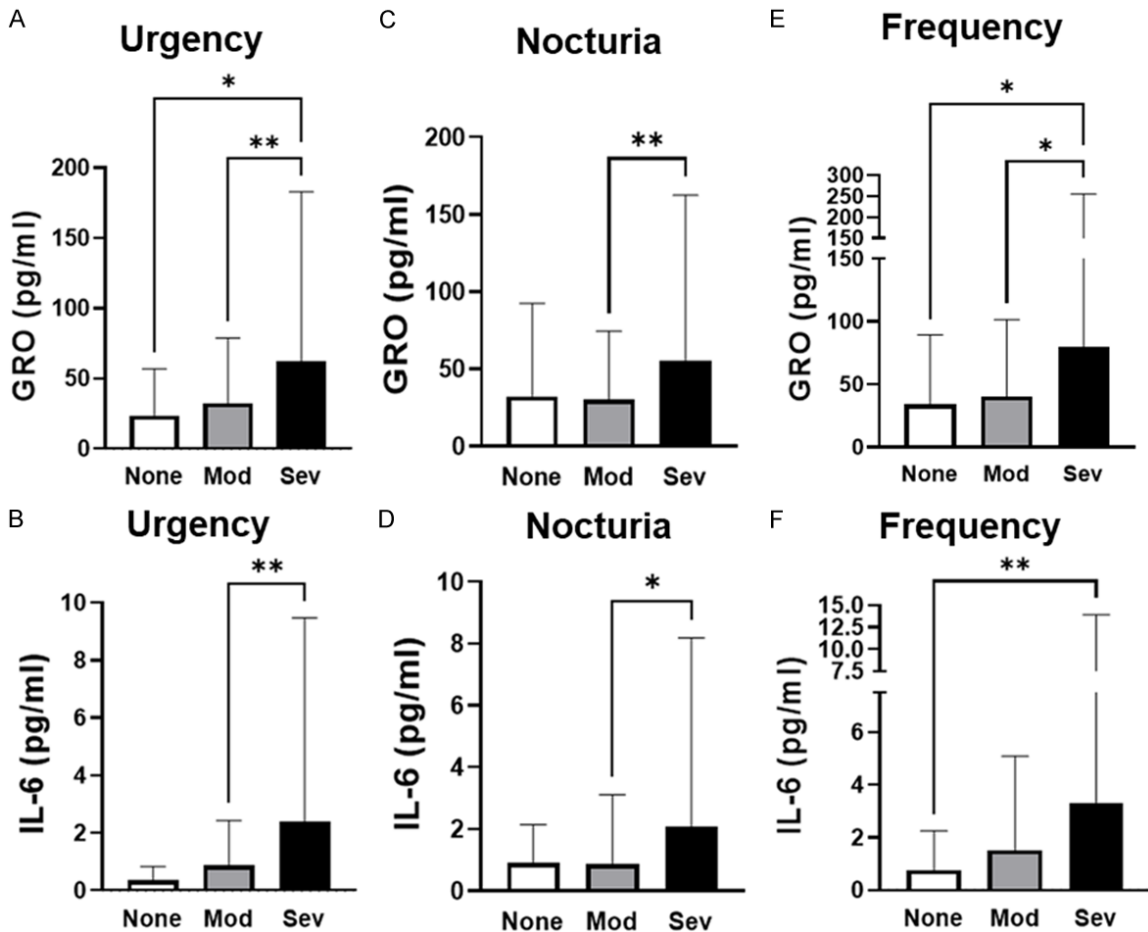 A
Urgency
*
**
GRO (pg/ml)
200
150
100
50
0
None Mod Sev
C
Nocturia
**
GRO (pg/ml)
200
150
100
50
0
None Mod Sev
E
Frequency
*
*
GRO (pg/ml)
300
250
200
150
100
50
0
None Mod Sev
B
Urgency
**
IL-6 (pg/ml)
10
8
6
4
2
0
None Mod Sev
D
Nocturia
*
IL-6 (pg/ml)
10
8
6
4
2
0
None Mod Sev
F
Frequency
**
IL-6 (pg/ml)
15.0
12.5
10.0
7.5
6
4
2
0
None Mod Sev